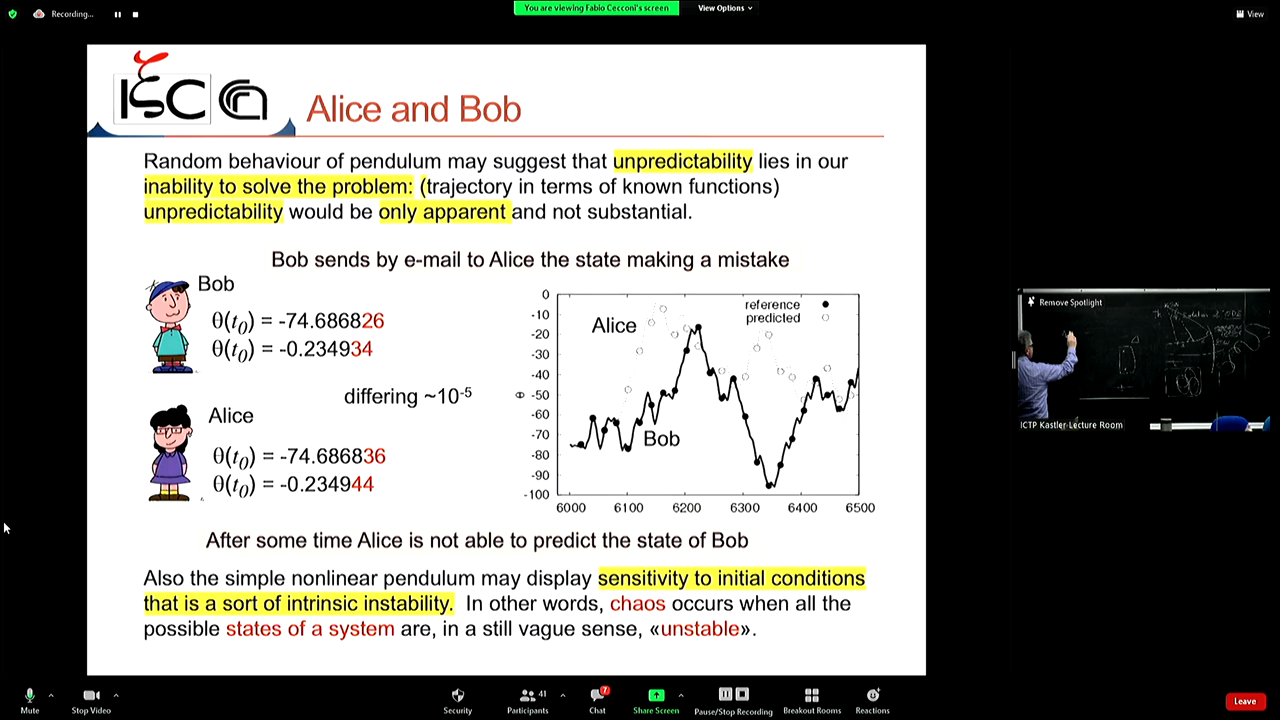 Recording...
You are viewing Fabio Cecconi's screen
View Options
View
ISC cnr
Alice and Bob
Random behaviour of pendulum may suggest that unpredictability lies in our
inability to solve the problem: (trajectory in terms of known functions)
unpredictability would be only apparent and not substantial.
Bob sends by e-mail to Alice the state making a mistake
Bob
θ(t0) = -74.686826
θ(t0) = -0.234934
differing ~10-5
Alice
θ(t0) = -74.686836
θ(t0) = -0.234944
0
-10
-20
-30
-40
-50
-60
-70
-80
-90
-100
Θ
6000 6100 6200 6300 6400 6500
reference
predicted
Alice
Bob
After some time Alice is not able to predict the state of Bob
Also the simple nonlinear pendulum may display sensitivity to initial conditions
that is a sort of intrinsic instability. In other words, chaos occurs when all the
possible states of a system are, in a still vague sense, «unstable».
Remove Spotlight
ICTP Kastler-Lecture Room
Mute
Stop Video
Security
41
Participants
7
Chat
Share Screen
Pause/Stop Recording
Breakout Rooms
Reactions
Leave